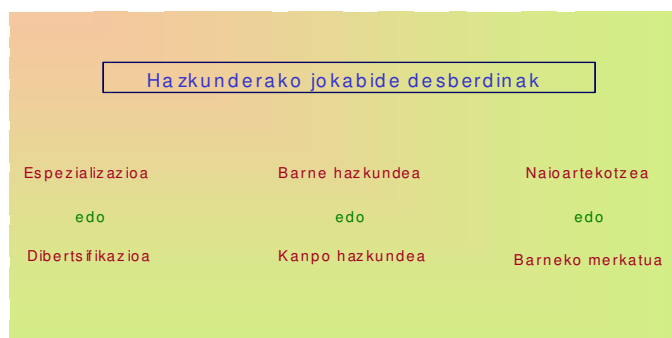 Hazkunderako jokabide desberdinak
Espezializazioa Barne hazkundea Naioartekotzea
edo edo edo
Dibertsifikazioa Kanpo hazkundea Barneko merkatua